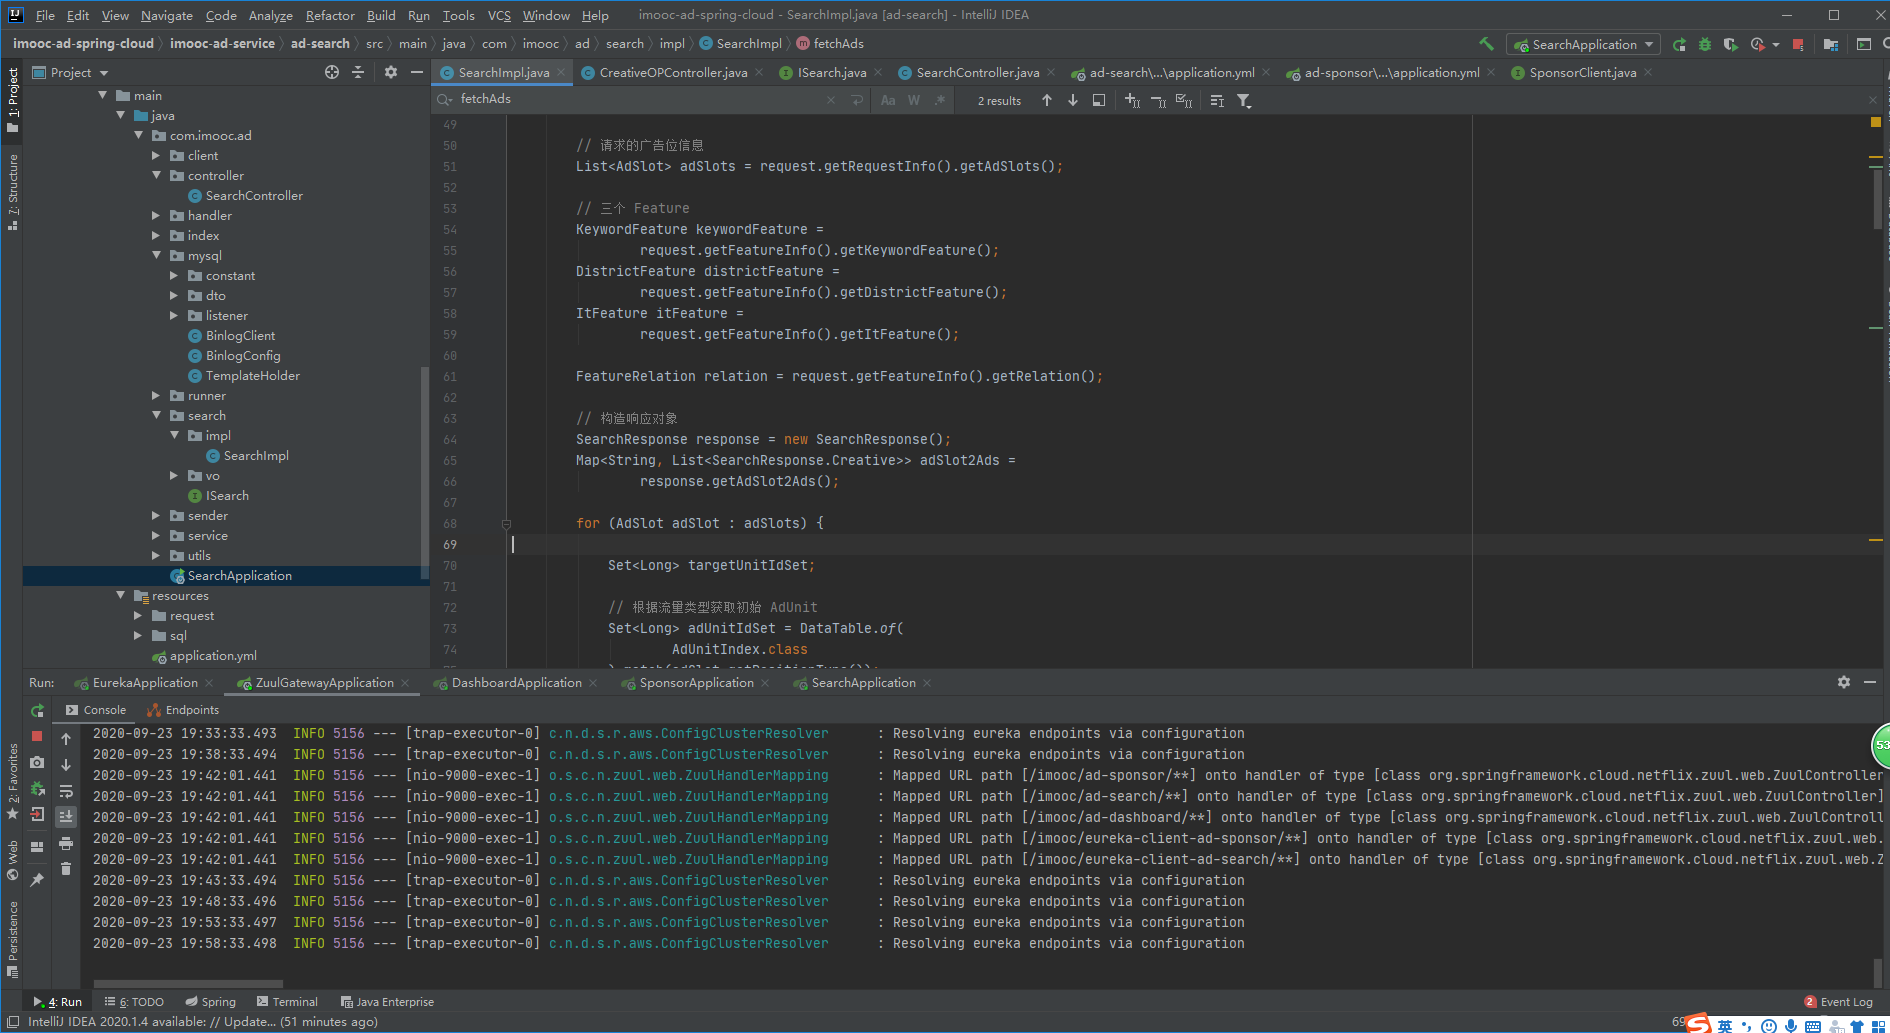 File Edit View Navigate Code Analyze Refactor Build Run Tools VCS Window Help imooc-ad-spring-cloud - SearchImpl.java [ad-search] - IntelliJ IDEA
imooc-ad-spring-cloud imooc-ad-service ad-search src main java com imooc ad search impl SearchImpl fetchAds SearchApplication
1: Project
7: Structure
2: Favorites
Web
Persistence
Project
main
java
com.imooc.ad
client
controller
SearchController
handler
index
mysql
constant
dto
listener
BinlogClient
BinlogConfig
TemplateHolder
runner
search
impl
SearchImpl
vo
ISearch
sender
service
utils
SearchApplication
resources
request
sql
application.yml
SearchImpl.java CreativeOPController.java ISearch.java SearchController.java ad-search\...\application.yml ad-sponsor\...\application.yml SponsorClient.java
fetchAds Aa W .* 2 results
49
50 // 请求的广告位信息
51 List<AdSlot> adSlots = request.getRequestInfo().getAdSlots();
52
53 // 三个 Feature
54 KeywordFeature keywordFeature =
55 request.getFeatureInfo().getKeywordFeature();
56 DistrictFeature districtFeature =
57 request.getFeatureInfo().getDistrictFeature();
58 ItFeature itFeature =
59 request.getFeatureInfo().getItFeature();
60
61 FeatureRelation relation = request.getFeatureInfo().getRelation();
62
63 // 构造响应对象
64 SearchResponse response = new SearchResponse();
65 Map<String, List<SearchResponse.Creative>> adSlot2Ads =
66 response.getAdSlot2Ads();
67
68 for (AdSlot adSlot : adSlots) {
69
70 Set<Long> targetUnitIdSet;
71
72 // 根据流量类型获取初始 AdUnit
73 Set<Long> adUnitIdSet = DataTable.of(
74 AdUnitIndex.class
Run: EurekaApplication ZuulGatewayApplication DashboardApplication SponsorApplication SearchApplication
Console Endpoints
2020-09-23 19:33:33.493 INFO 5156 --- [trap-executor-0] c.n.d.s.r.aws.ConfigClusterResolver : Resolving eureka endpoints via configuration
2020-09-23 19:38:33.494 INFO 5156 --- [trap-executor-0] c.n.d.s.r.aws.ConfigClusterResolver : Resolving eureka endpoints via configuration
2020-09-23 19:42:01.441 INFO 5156 --- [nio-9000-exec-1] o.s.c.n.zuul.web.ZuulHandlerMapping : Mapped URL path [/imooc/ad-sponsor/**] onto handler of type [class org.springframework.cloud.netflix.zuul.web.ZuulController
2020-09-23 19:42:01.441 INFO 5156 --- [nio-9000-exec-1] o.s.c.n.zuul.web.ZuulHandlerMapping : Mapped URL path [/imooc/ad-search/**] onto handler of type [class org.springframework.cloud.netflix.zuul.web.ZuulController]
2020-09-23 19:42:01.441 INFO 5156 --- [nio-9000-exec-1] o.s.c.n.zuul.web.ZuulHandlerMapping : Mapped URL path [/imooc/ad-dashboard/**] onto handler of type [class org.springframework.cloud.netflix.zuul.web.ZuulControll
2020-09-23 19:42:01.441 INFO 5156 --- [nio-9000-exec-1] o.s.c.n.zuul.web.ZuulHandlerMapping : Mapped URL path [/imooc/eureka-client-ad-sponsor/**] onto handler of type [class org.springframework.cloud.netflix.zuul.web.
2020-09-23 19:42:01.441 INFO 5156 --- [nio-9000-exec-1] o.s.c.n.zuul.web.ZuulHandlerMapping : Mapped URL path [/imooc/eureka-client-ad-search/**] onto handler of type [class org.springframework.cloud.netflix.zuul.web.Z
2020-09-23 19:43:33.494 INFO 5156 --- [trap-executor-0] c.n.d.s.r.aws.ConfigClusterResolver : Resolving eureka endpoints via configuration
2020-09-23 19:48:33.496 INFO 5156 --- [trap-executor-0] c.n.d.s.r.aws.ConfigClusterResolver : Resolving eureka endpoints via configuration
2020-09-23 19:53:33.497 INFO 5156 --- [trap-executor-0] c.n.d.s.r.aws.ConfigClusterResolver : Resolving eureka endpoints via configuration
2020-09-23 19:58:33.498 INFO 5156 --- [trap-executor-0] c.n.d.s.r.aws.ConfigClusterResolver : Resolving eureka endpoints via configuration
53
4: Run 6: TODO Spring Terminal Java Enterprise 2 Event Log
IntelliJ IDEA 2020.1.4 available: // Update... (51 minutes ago) 69 英